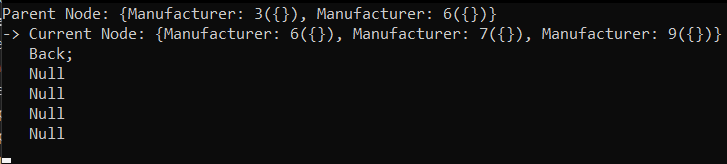 Parent Node: {Manufacturer: 3({}), Manufacturer: 6({})}
-> Current Node: {Manufacturer: 6({}), Manufacturer: 7({}), Manufacturer: 9({})}
Back;
Null
Null
Null
Null